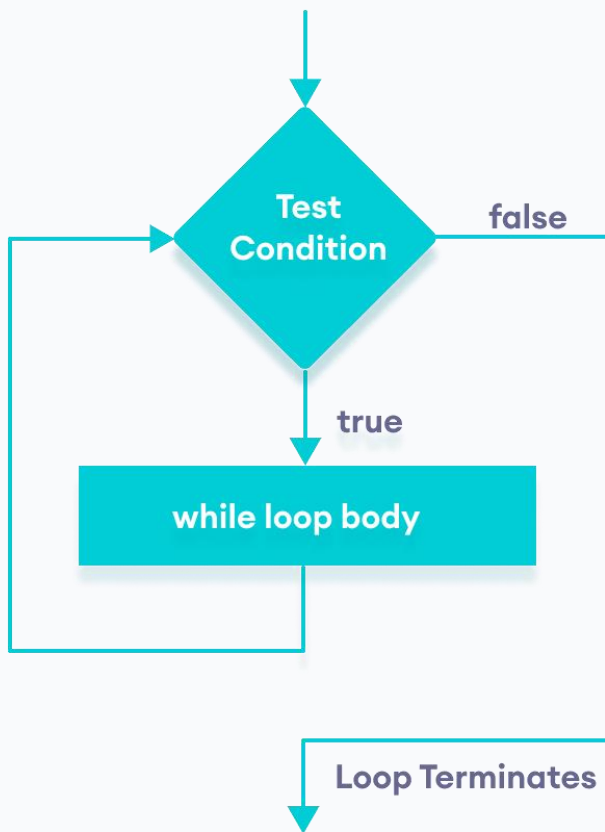 Test
Condition
false
true
while loop body
Loop Terminates